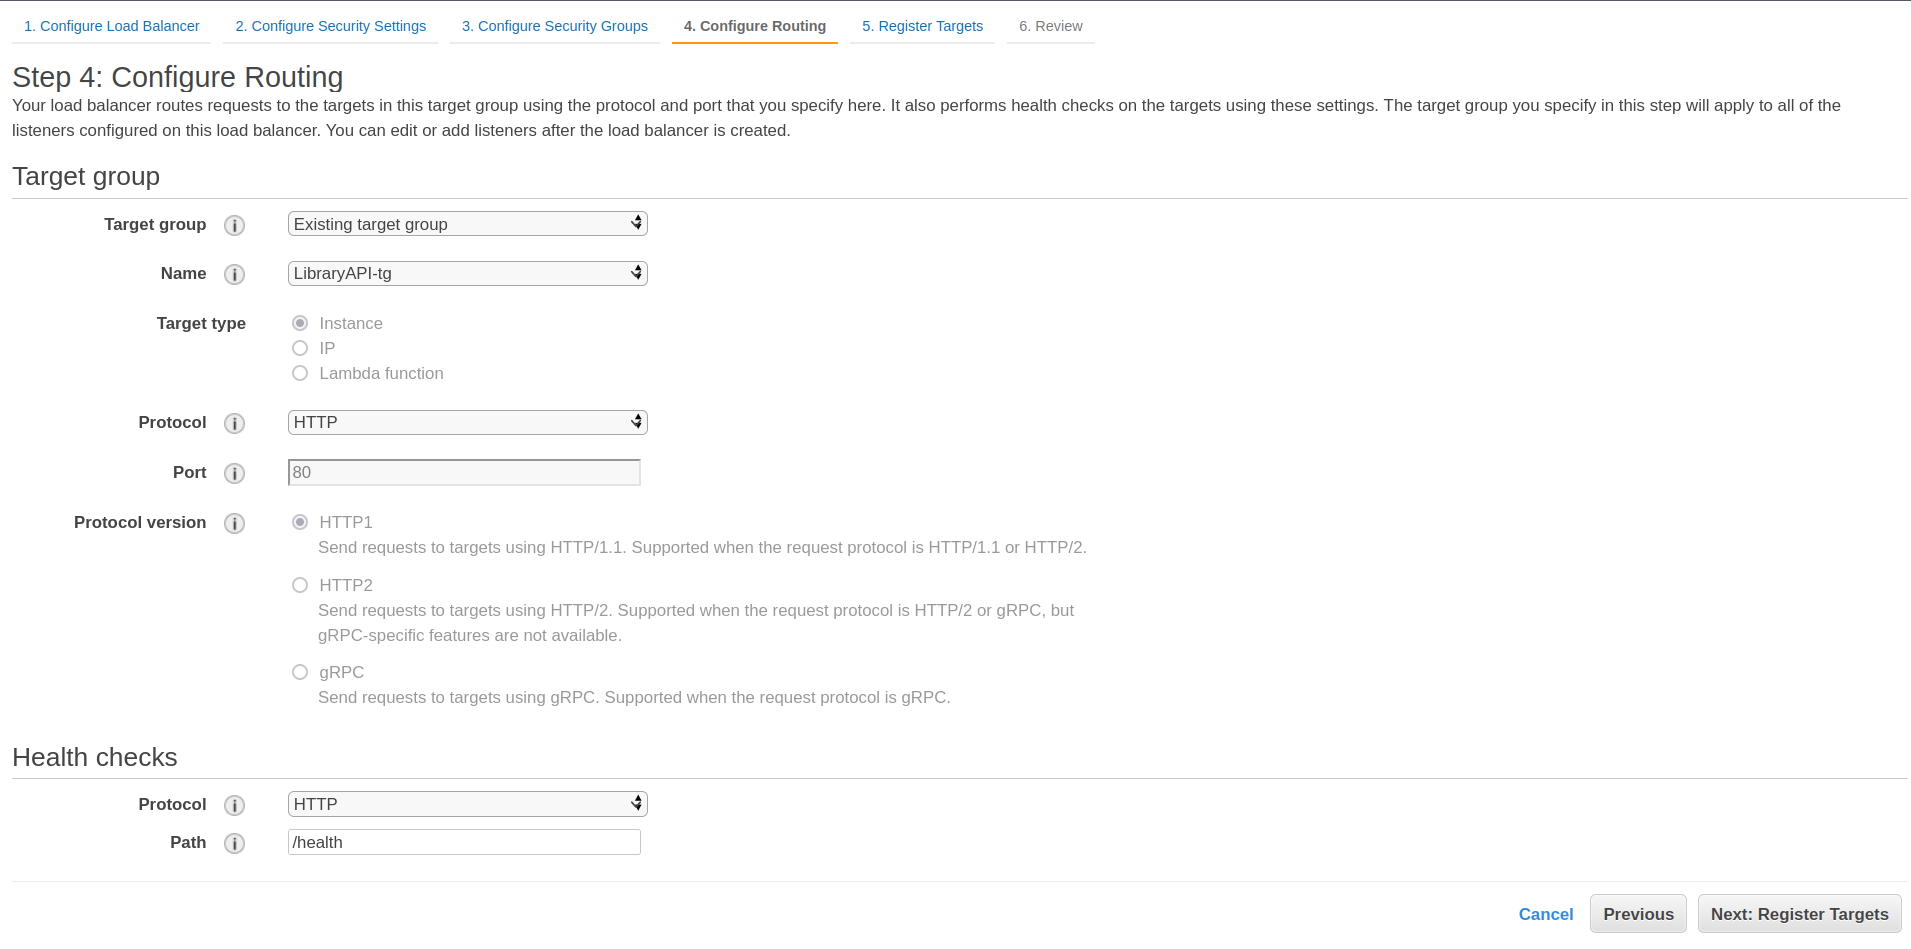 1. Configure Load Balancer 2. Configure Security Settings 3. Configure Security Groups 4. Configure Routing 5. Register Targets 6. Review
Step 4: Configure Routing
Your load balancer routes requests to the targets in this target group using the protocol and port that you specify here. It also performs health checks on the targets using these settings. The target group you specify in this step will apply to all of the
listeners configured on this load balancer. You can edit or add listeners after the load balancer is created.
Target group
Target group i Existing target group
Name i LibraryAPI-tg
Target type Instance
IP
Lambda function
Protocol i HTTP
Port i 80
Protocol version i HTTP1
Send requests to targets using HTTP/1.1. Supported when the request protocol is HTTP/1.1 or HTTP/2.
HTTP2
Send requests to targets using HTTP/2. Supported when the request protocol is HTTP/2 or gRPC, but
gRPC-specific features are not available.
gRPC
Send requests to targets using gRPC. Supported when the request protocol is gRPC.
Health checks
Protocol i HTTP
Path i /health
Cancel Previous Next: Register Targets